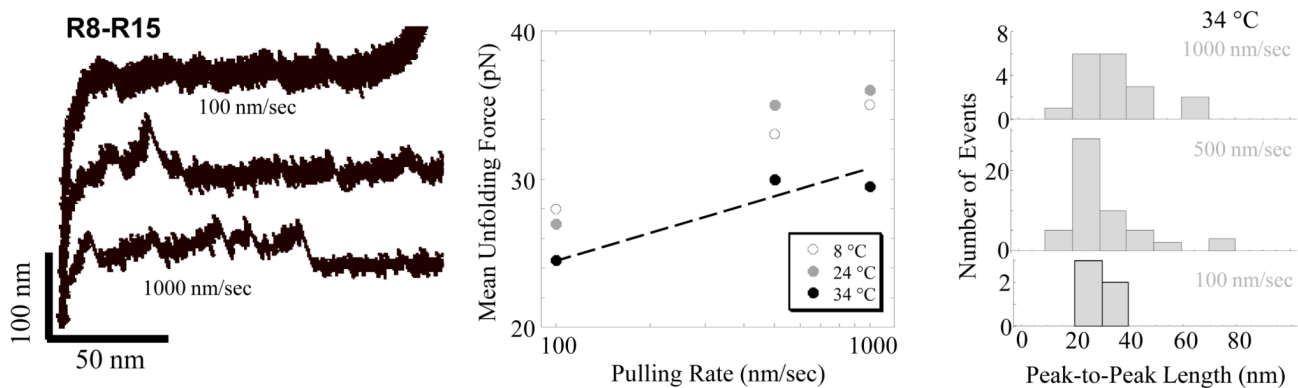 R8-R15
100 nm/sec
1000 nm/sec
100 nm
50 nm
Mean Unfolding Force (pN)
40
30
20
100
1000
Pulling Rate (nm/sec)
8 °C
24 °C
34 °C
34 °C
Number of Events
8
4
0
1000 nm/sec
20
0
500 nm/sec
2
0
100 nm/sec
0 20 40 60 80
Peak-to-Peak Length (nm)